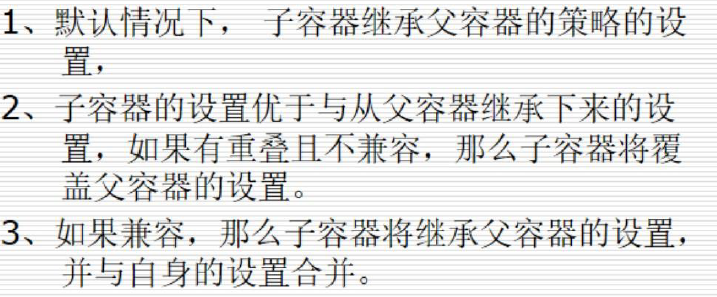 1、默认情况下， 子容器继承父容器的策略的设
置，
2、子容器的设置优于与从父容器继承下来的设
置，如果有重叠且不兼容，那么子容器将覆
盖父容器的设置。
3、如果兼容，那么子容器将继承父容器的设置，
并与自身的设置合并。